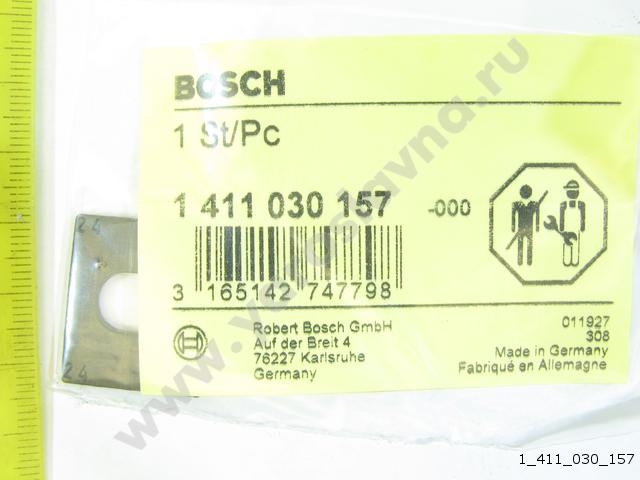 BOSCH
1 St/Pc
1 411 030 157 -000
3 165142 747798
24
24
Robert Bosch GmbH
Auf der Breit 4
76227 Karlsruhe
Germany
011927
308
Made in Germany
Fabriqué en Allemagne
www.yaroslavna.ru
1_411_030_157